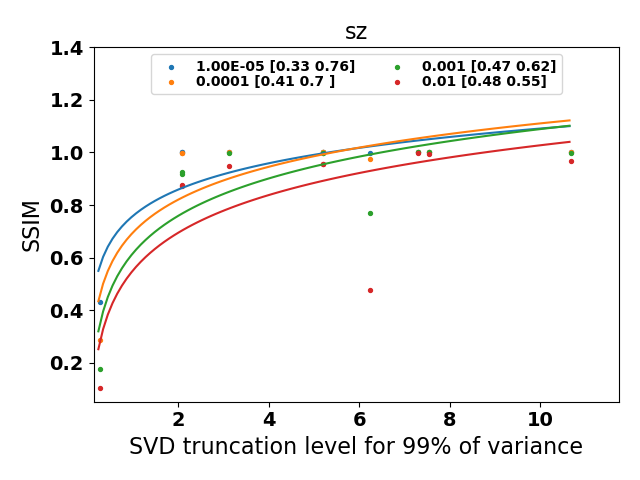 sz
1.4
1.00E-05 [0.33 0.76]
0.0001 [0.41 0.7 ]
0.001 [0.47 0.62]
0.01 [0.48 0.55]
1.2
1.0
0.8
0.6
0.4
0.2
SSIM
2 4 6 8 10
SVD truncation level for 99% of variance